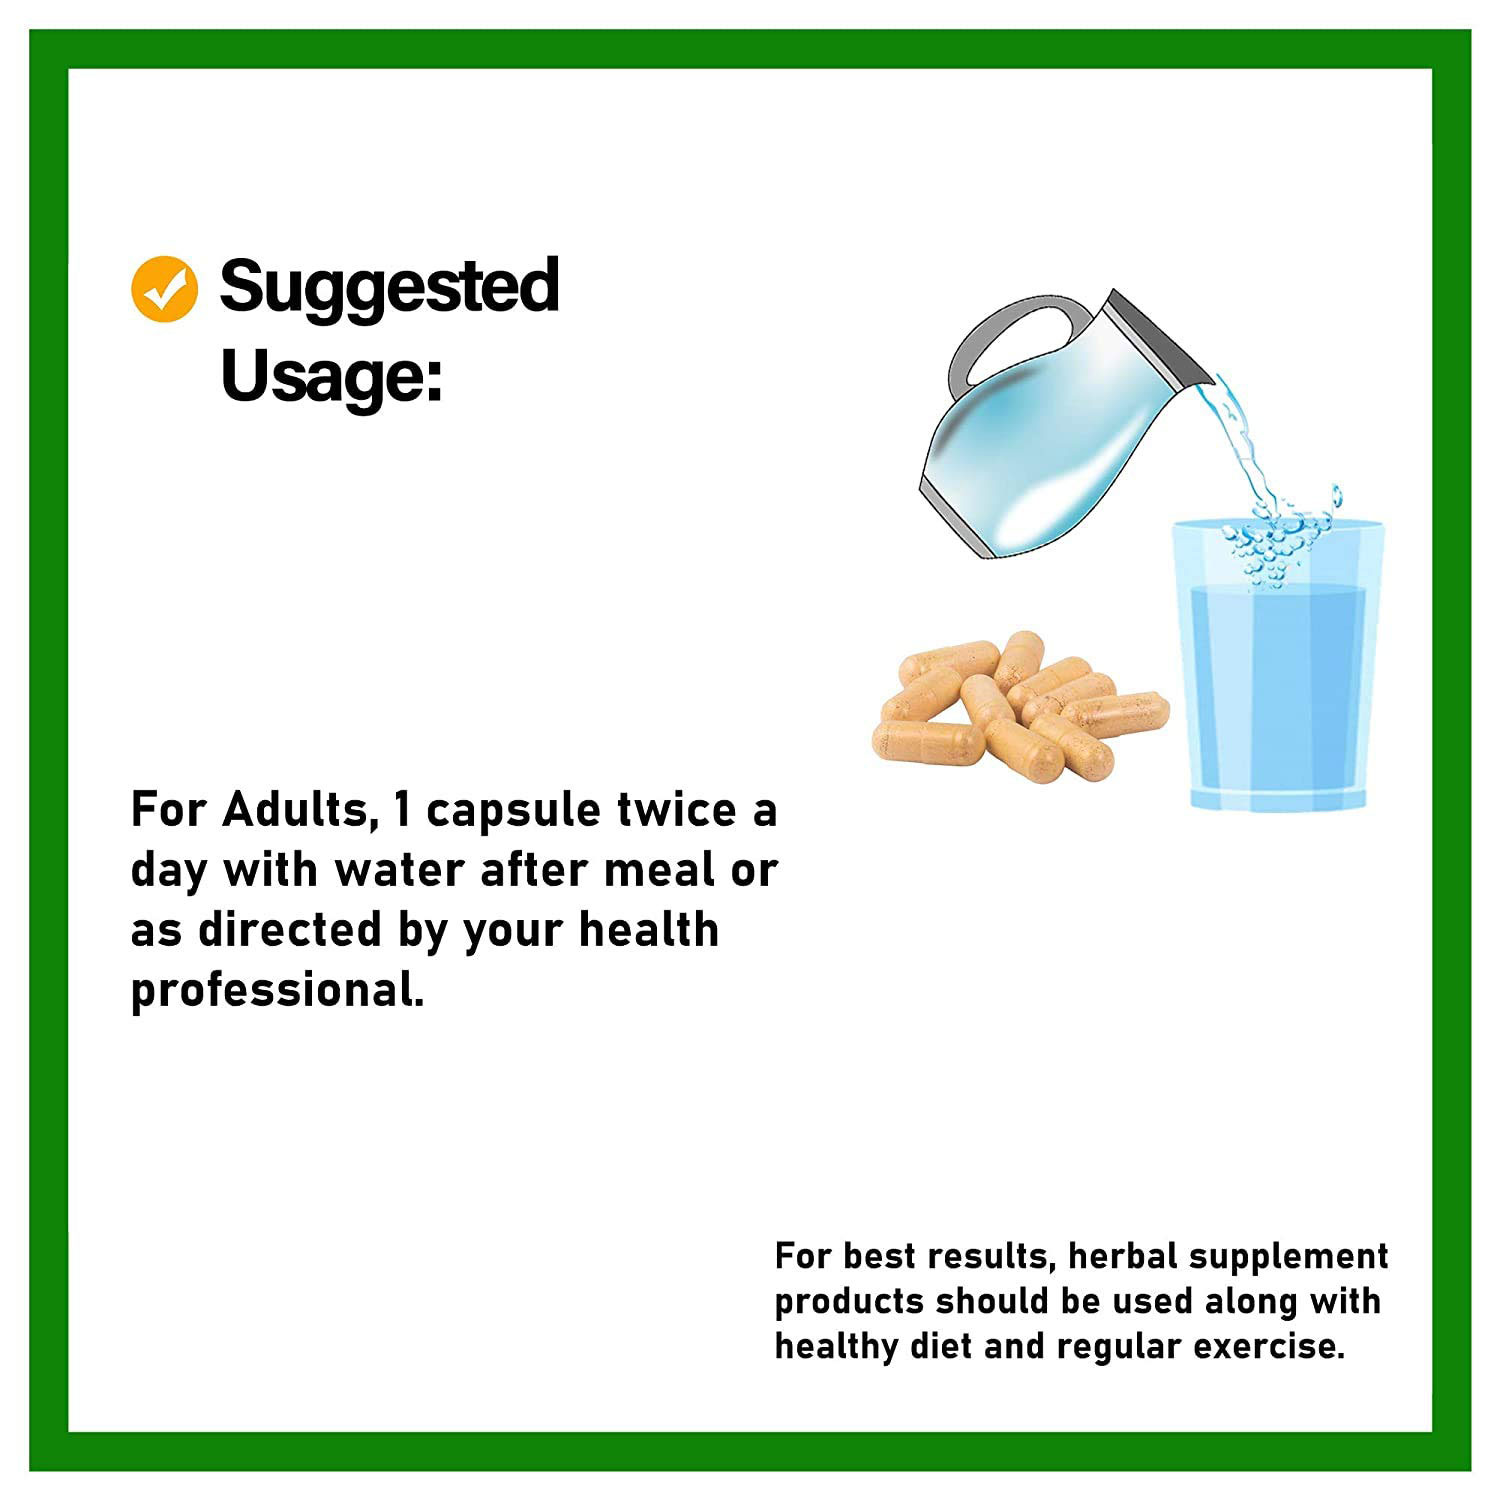 Suggested
Usage:
For Adults, 1 capsule twice a
day with water after meal or
as directed by your health
professional.
For best results, herbal supplement
products should be used along with
healthy diet and regular exercise.